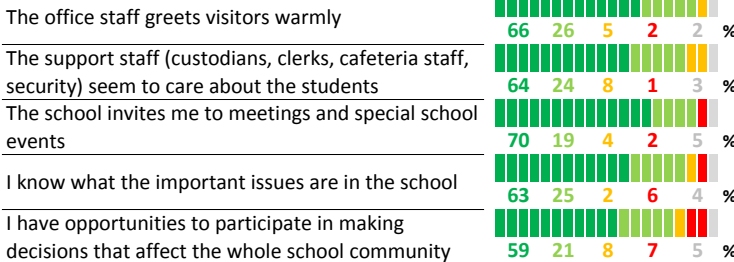 The office staff greets visitors warmly
66 26 5 2 2 %
The support staff (custodians, clerks, cafeteria staff,
security) seem to care about the students
64 24 8 1 3 %
The school invites me to meetings and special school
events
70 19 4 2 5 %
I know what the important issues are in the school
63 25 2 6 4 %
I have opportunities to participate in making
decisions that affect the whole school community
59 21 8 7 5 %